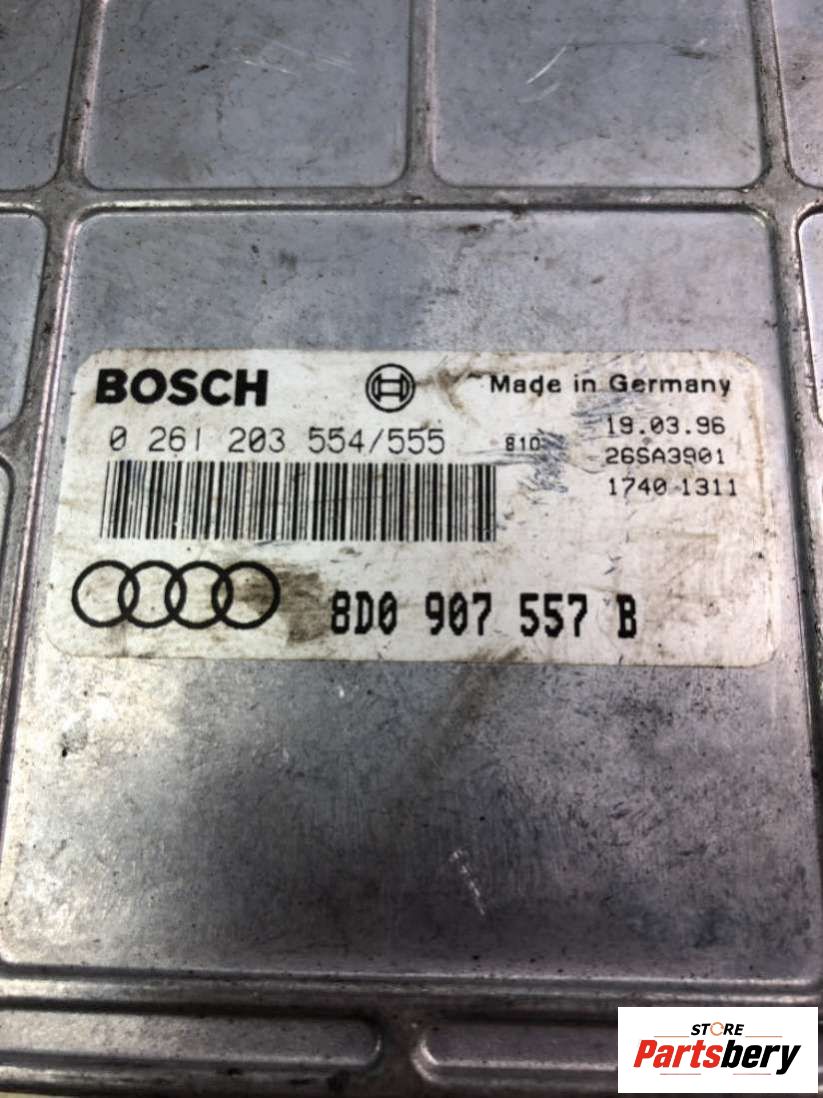 BOSCH
Made in Germany
0 261 203 554/555
810
19.03.96
26SA3901
1740 1311
8D0 907 557 B
STORE
Partsbery